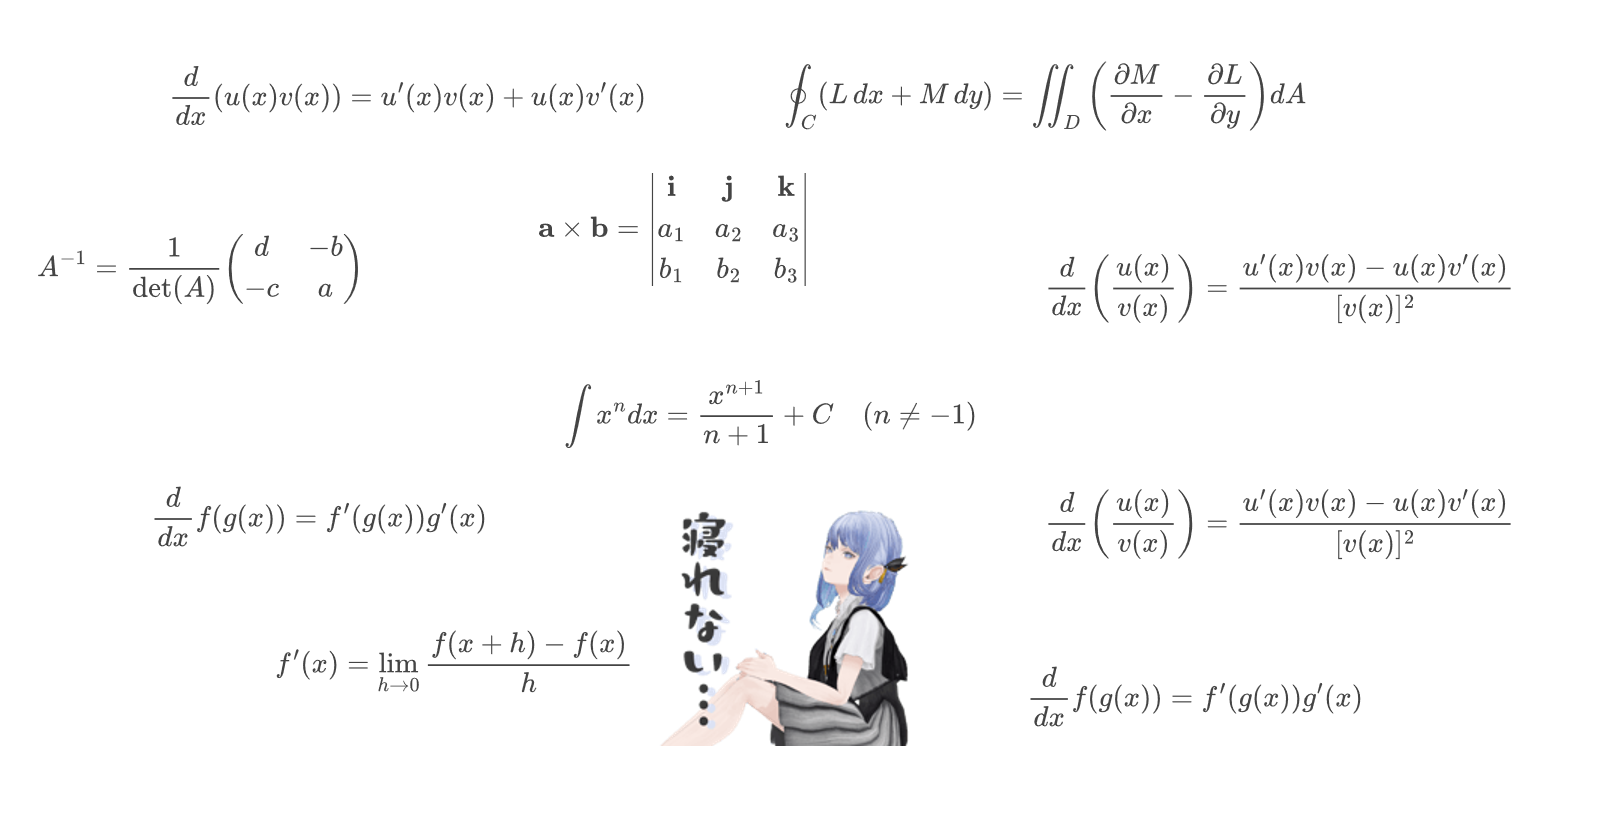 $\frac{d}{dx}(u(x)v(x)) = u'(x)v(x) + u(x)v'(x)$
$\oint_C (L\,dx + M\,dy) = \iint_D \left( \frac{\partial M}{\partial x} - \frac{\partial L}{\partial y} \right) dA$
$\mathbf{a} \times \mathbf{b} = \begin{vmatrix} \mathbf{i} & \mathbf{j} & \mathbf{k} \\ a_1 & a_2 & a_3 \\ b_1 & b_2 & b_3 \end{vmatrix}$
$A^{-1} = \frac{1}{\det(A)} \begin{pmatrix} d & -b \\ -c & a \end{pmatrix}$
$\frac{d}{dx} \left( \frac{u(x)}{v(x)} \right) = \frac{u'(x)v(x) - u(x)v'(x)}{[v(x)]^2}$
$\int x^n dx = \frac{x^{n+1}}{n+1} + C \quad (n \neq -1)$
$\frac{d}{dx} f(g(x)) = f'(g(x))g'(x)$
$\frac{d}{dx} \left( \frac{u(x)}{v(x)} \right) = \frac{u'(x)v(x) - u(x)v'(x)}{[v(x)]^2}$
寝れない…
$f'(x) = \lim_{h \to 0} \frac{f(x+h) - f(x)}{h}$
$\frac{d}{dx} f(g(x)) = f'(g(x))g'(x)$